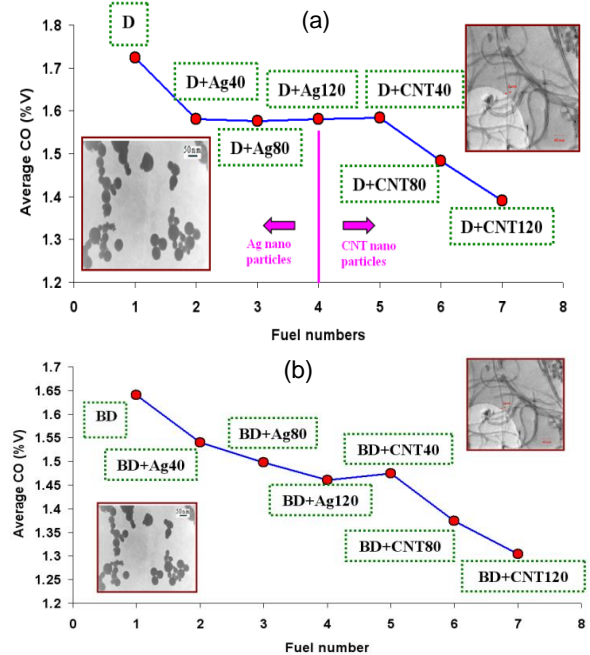 (a)
1.8
1.7
1.6
1.5
1.4
1.3
1.2
Average CO (%V)
D
D+Ag40
D+Ag120
D+CNT40
D+Ag80
D+CNT80
D+CNT120
50nm
Ag nano
particles
CNT nano
particles
0 1 2 3 4 5 6 7 8
Fuel numbers
(b)
1.7
1.65
1.6
1.55
1.5
1.45
1.4
1.35
1.3
1.25
1.2
Average CO (%V)
BD
BD+Ag40
BD+Ag80
BD+Ag120
BD+CNT40
BD+CNT80
BD+CNT120
50nm
0 1 2 3 4 5 6 7 8
Fuel number